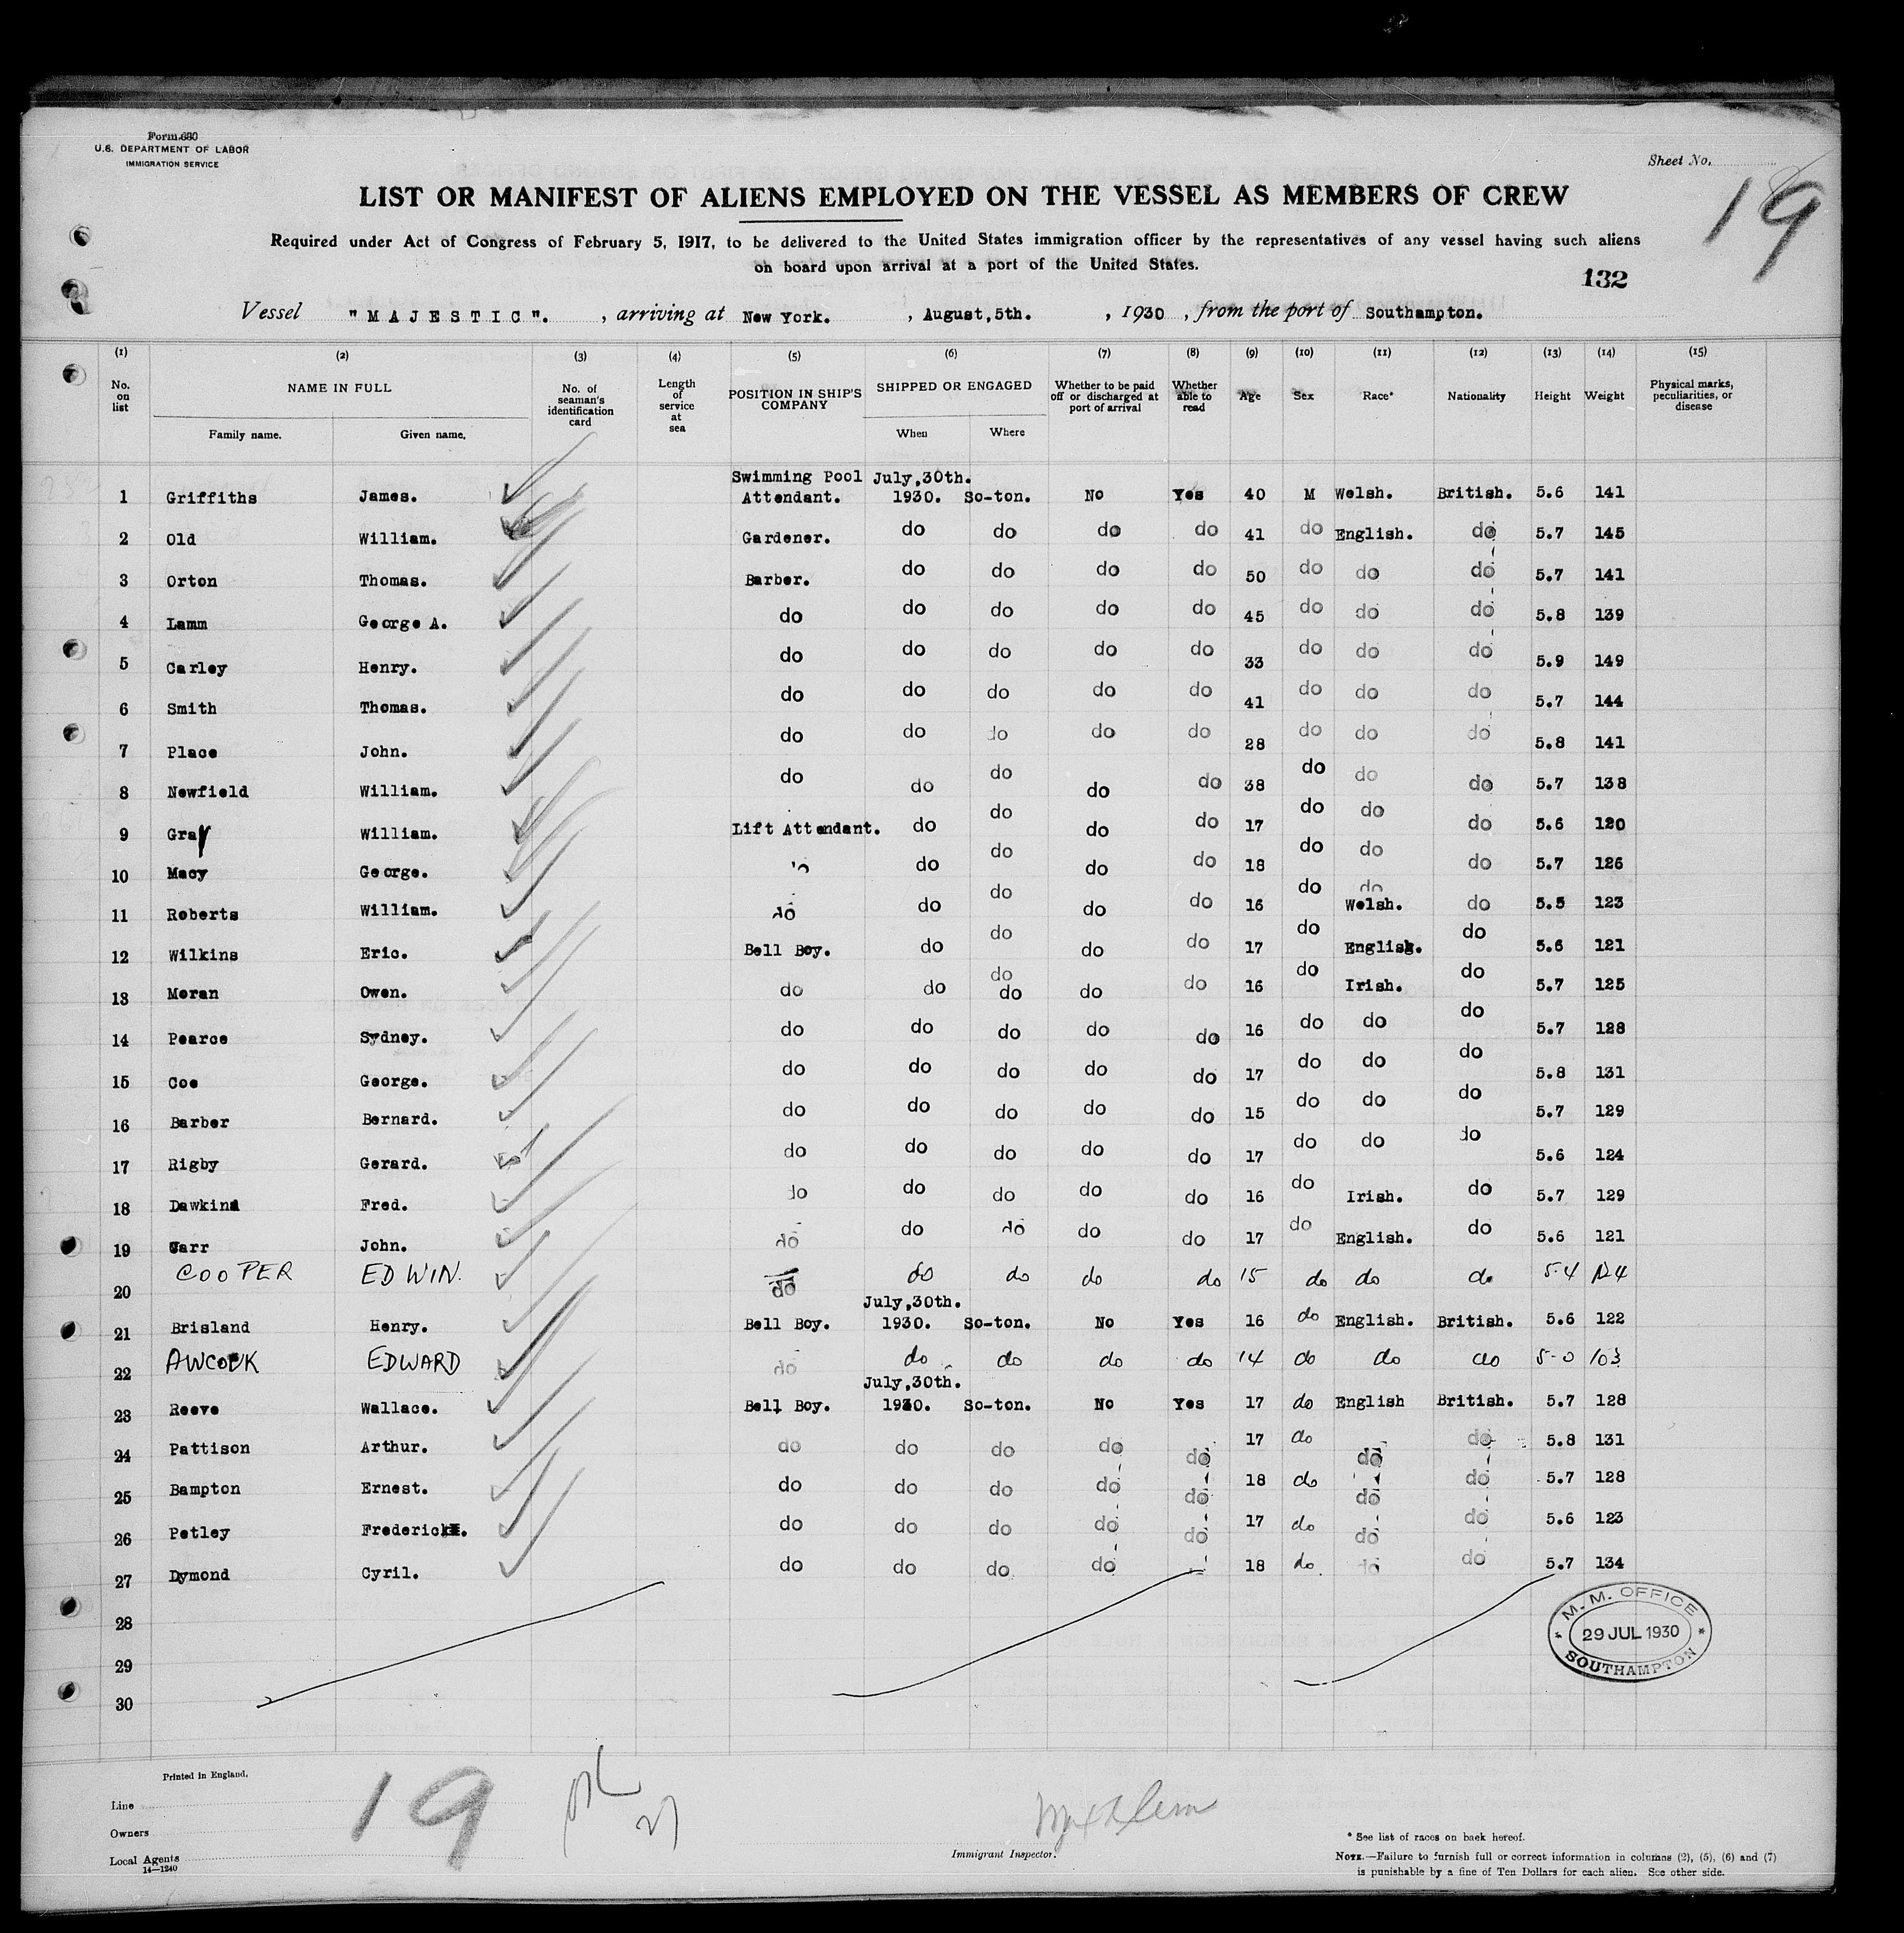 Form 680
U.S. DEPARTMENT OF LABOR
IMMIGRATION SERVICE
Sheet No.
19
LIST OR MANIFEST OF ALIENS EMPLOYED ON THE VESSEL AS MEMBERS OF CREW
Required under Act of Congress of February 5, 1917, to be delivered to the United States immigration officer by the representatives of any vessel having such aliens
on board upon arrival at a port of the United States.
132
Vessel "MAJESTIC". , arriving at New York. , August,5th. , 1930 , from the port of Southampton.
(1) (2) (3) (4) (5) (6) (7) (8) (9) (10) (11) (12) (13) (14) (15)
No. on list NAME IN FULL Family name. Given name. No. of seaman's identification card Length of service at sea POSITION IN SHIP'S COMPANY SHIPPED OR ENGAGED When Where Whether to be paid off or discharged at port of arrival Whether able to read Age Sex Race* Nationality Height Weight Physical marks, peculiarities, or disease
1 Griffiths James. Swimming Pool Attendant. July,30th. 1930. So-ton. No Yes 40 M Welsh. British. 5.6 141
2 Old William. Gardener. do do do do 41 do English. do 5.7 145
3 Orton Thomas. Barber. do do do do 50 do do do 5.7 141
4 Lamm George A. do do do do do 45 do do do 5.8 139
5 Carley Henry. do do do do do 33 do do do 5.9 149
6 Smith Thomas. do do do do do 41 do do do 5.7 144
7 Place John. do do do do do 28 do do do 5.8 141
8 Newfield William. do do do do do 38 do do do 5.7 138
9 Gray William. Lift Attendant. do do do do 17 do do do 5.6 120
10 Macy George. do do do do do 18 do do do 5.7 126
11 Roberts William. do do do do do 16 do do Welsh. do 5.5 123
12 Wilkins Eric. Bell Boy. do do do do 17 do English. do 5.6 121
13 Moran Owen. do do do do do do 16 do Irish. do 5.7 125
14 Pearce Sydney. do do do do do 16 do do do 5.7 128
15 Coe George. do do do do do 17 do do do 5.8 131
16 Barber Bernard. do do do do do 15 do do do 5.7 129
17 Rigby Gerard. do do do do do 17 do do do 5.6 124
18 Dawkins Fred. do do do do do 16 do Irish. do 5.7 129
19 Carr John. do do do do do 17 do English. do 5.6 121
20 COOPER EDWIN. do do do do do 15 do do do 5.4 124
21 Brisland Henry. Bell Boy. July,30th. 1930. So-ton. No Yes 16 do English. British. 5.6 122
22 AWCOCK EDWARD do do do do do 14 do do do 5-0 103
23 Reeve Wallace. Bell Boy. July,30th. 1930. So-ton. No Yes 17 do English British. 5.7 128
24 Pattison Arthur. do do do do do 17 do do do 5.8 131
25 Bampton Ernest. do do do do do 18 do do do 5.7 128
26 Petley Frederick. do do do do do 17 do do do 5.6 123
27 Dymond Cyril. do do do do 18 do do do 5.7 134
28
29
30
M. M. OFFICE
29 JUL 1930
SOUTHAMPTON
Printed in England.
Line
Owners
Local Agents
14—1240
19
OK
27
Immigrant Inspector.
* See list of races on back hereof.
NOTE.—Failure to furnish full or correct information in columns (2), (5), (6) and (7)
is punishable by a fine of Ten Dollars for each alien. See other side.